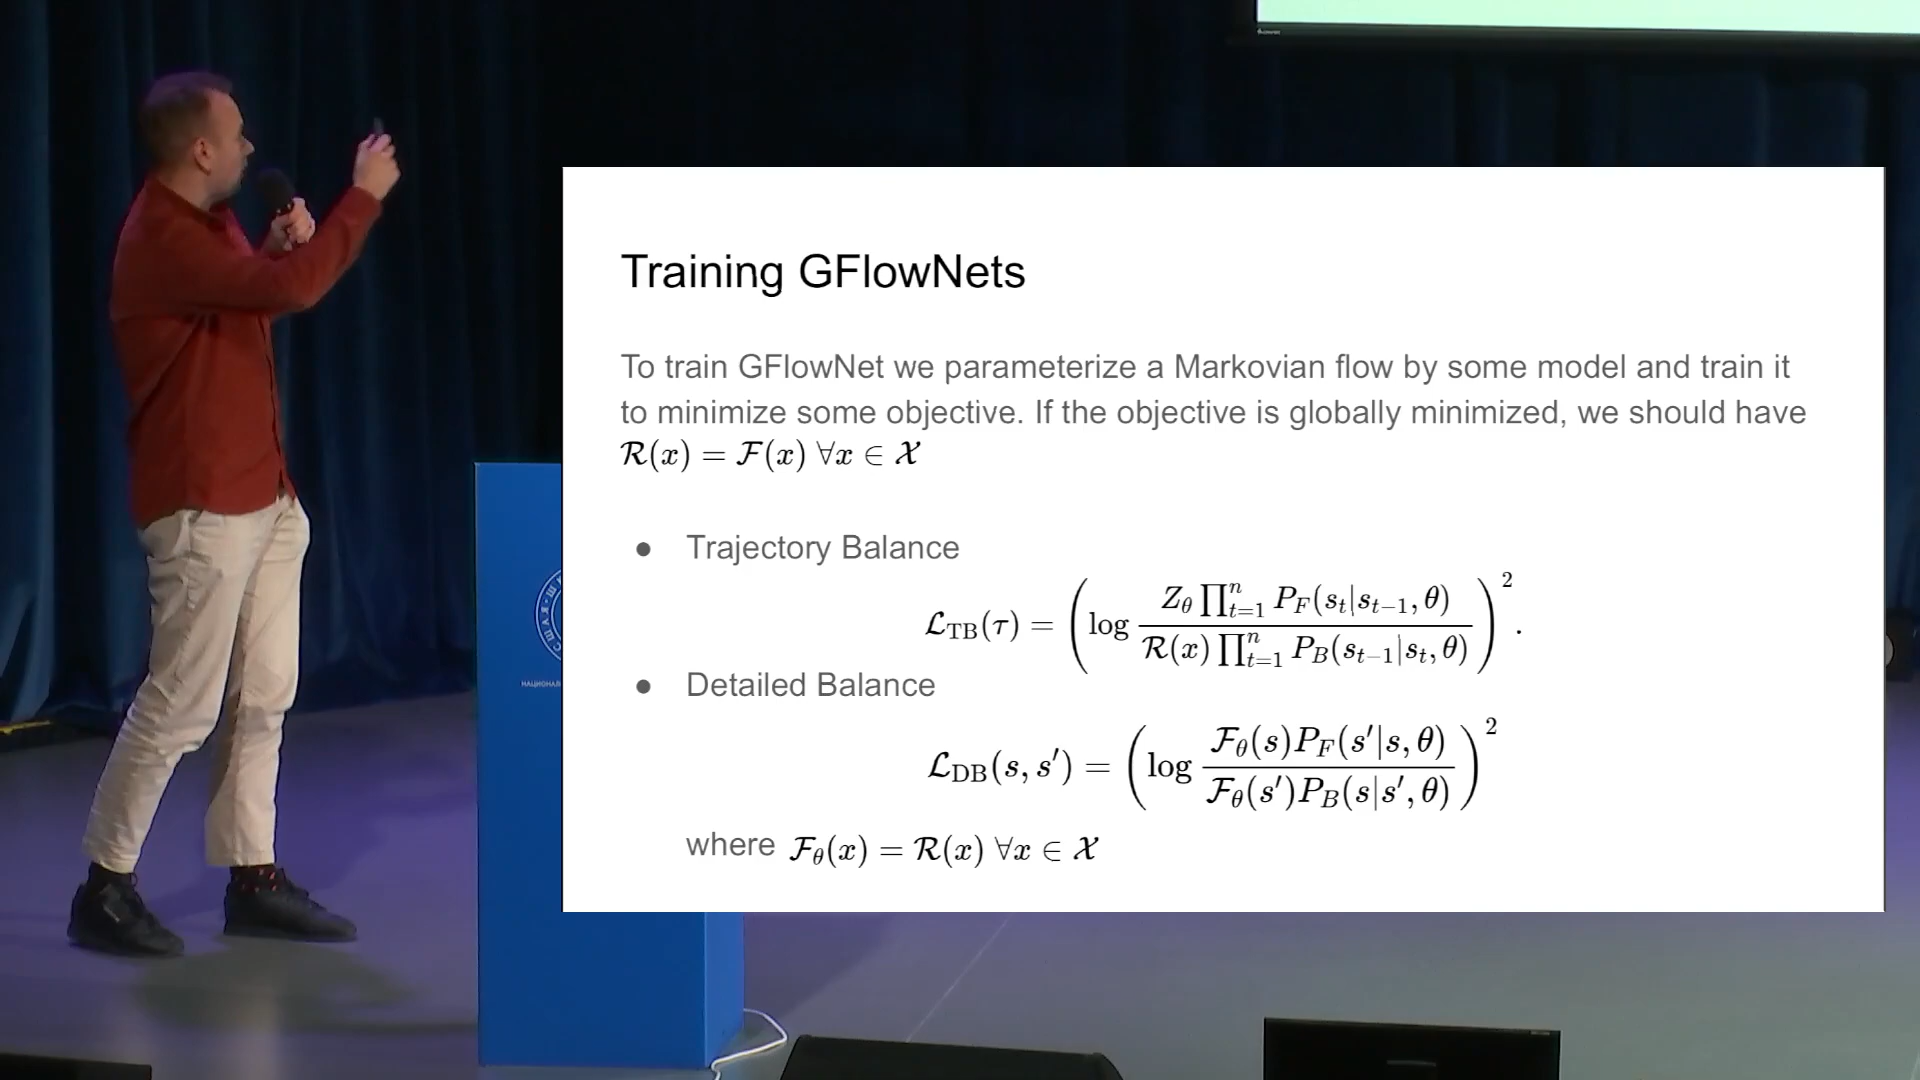 Training GFlowNets
To train GFlowNet we parameterize a Markovian flow by some model and train it
to minimize some objective. If the objective is globally minimized, we should have
ℛ(x) = ℱ(x) ∀x ∈ 𝒳
● Trajectory Balance
ℒ_TB(τ) = (log (Z_θ ∏_{t=1}^n P_F(s_t|s_{t−1}, θ)) / (ℛ(x) ∏_{t=1}^n P_B(s_{t−1}|s_t, θ)))^2.
● Detailed Balance
ℒ_DB(s, s′) = (log (ℱ_θ(s)P_F(s′|s, θ)) / (ℱ_θ(s′)P_B(s|s′, θ)))^2
where ℱ_θ(x) = ℛ(x) ∀x ∈ 𝒳